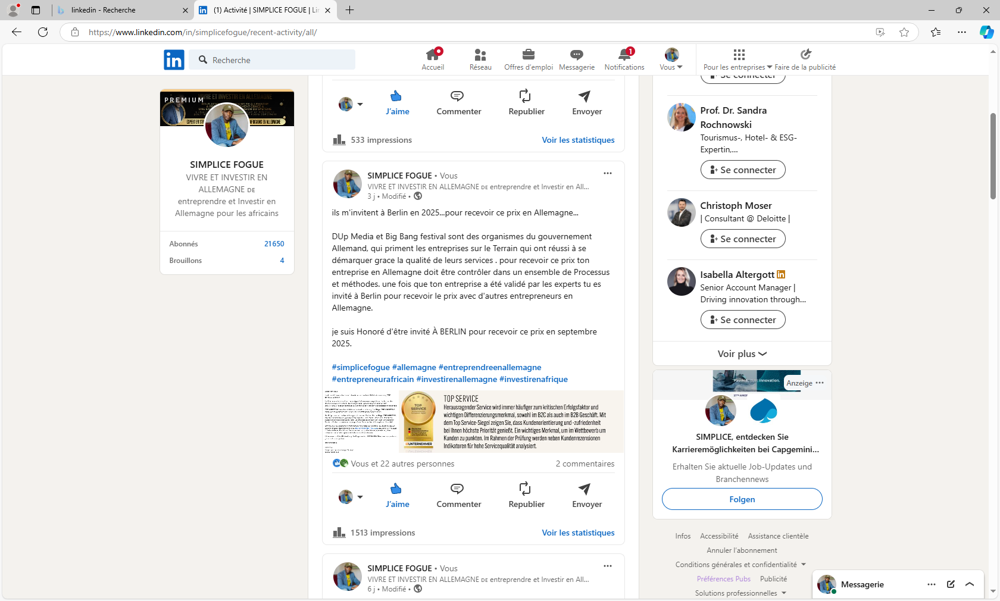 linkedin - Recherche
(1) Activité | SIMPLICE FOGUE | Lin
https://www.linkedin.com/in/simplicefogue/recent-activity/all/
in
Recherche
Accueil
Réseau
Offres d'emploi
Messagerie
1
Notifications
Vous
Pour les entreprises
Faire de la publicité
PREMIUM
VIVRE ET INVESTIR EN ALLEMAGNE
SIMPLICE FOGUE
VIVRE ET INVESTIR EN
ALLEMAGNE DE
entreprendre et Investir en
Allemagne pour les africains
Abonnés
21650
Brouillons
4
J'aime
Commenter
Republier
Envoyer
533 impressions
Voir les statistiques
SIMPLICE FOGUE • Vous
VIVRE ET INVESTIR EN ALLEMAGNE DE entreprendre et Investir en All...
3 j • Modifié •
ils m'invitent à Berlin en 2025...pour recevoir ce prix en Allemagne...
DUp Media et Big Bang festival sont des organismes du gouvernement
Allemand, qui priment les entreprises sur le Terrain qui ont réussi à se
démarquer grace la qualité de leurs services . pour recevoir ce prix ton
entreprise en Allemagne doit être contrôler dans un ensemble de Processus
et méthodes. une fois que ton entreprise a été validé par les experts tu es
invité à Berlin pour recevoir le prix avec d'autres entrepreneurs en
Allemagne.
je suis Honoré d'être invité À BERLIN pour recevoir ce prix en septembre
2025.
#simplicefogue #allemagne #entreprendreenallemagne
#entrepreneurafricain #investirenallemagne #investirenafrique
TOP
SERVICE
UNTERNEHMER
TOP SERVICE
Herausragender Service wird immer häufiger zum kritischen Erfolgsfaktor und
wichtigen Differenzierungsmerkmal, sowohl im B2C als auch im B2B Geschäft. Mit
dem Top Service-Siegel zeigen Sie, dass Kundenorientierung und -zufriedenheit
bei Ihnen höchste Priorität genießt. Ein wichtiges Merkmal, um im Wettbewerb um
Kunden zu punkten. Im Rahmen der Prüfung werden neben Kundenrezensionen
Indikatoren für hohe Servicequalität analysiert.
Vous et 22 autres personnes
2 commentaires
J'aime
Commenter
Republier
Envoyer
1 513 impressions
Voir les statistiques
SIMPLICE FOGUE • Vous
VIVRE ET INVESTIR EN ALLEMAGNE DE entreprendre et Investir en All...
6 j • Modifié •
Se connecter
Prof. Dr. Sandra
Rochnowski
Tourismus-, Hotel- & ESG-
Expertin,...
Se connecter
Christoph Moser
| Consultant @ Deloitte |
Se connecter
Isabella Altergott in
Senior Account Manager |
Driving innovation through...
Se connecter
Voir plus
Anzeige
SIMPLICE, entdecken Sie
Karrieremöglichkeiten bei Capgemini...
Erhalten Sie aktuelle Job-Updates und
Branchennews
Folgen
Infos
Accessibilité
Assistance clientèle
Annuler l'abonnement
Conditions générales et confidentialité
Préférences Pubs
Publicité
Solutions professionnelles
Messagerie